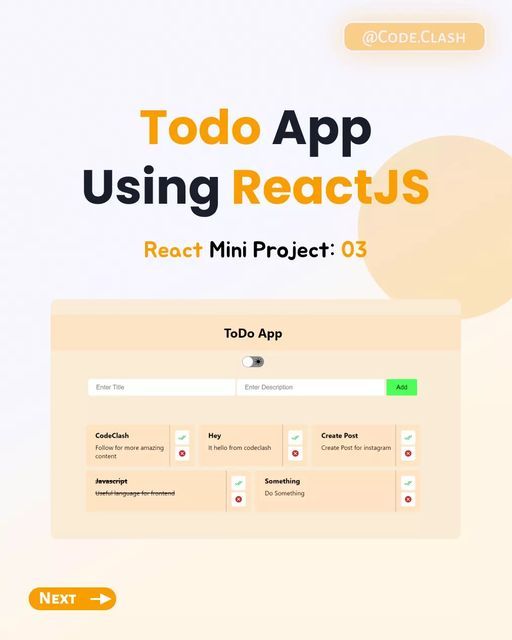 @Code.Clash
Todo App
Using ReactJS
React Mini Project: 03
ToDo App
Enter Title
Enter Description
Add
CodeClash
Follow for more amazing
content
Hey
It hello from codeclash
Create Post
Create Post for instagram
Javascript
Useful language for frontend
Something
Do Something
Next